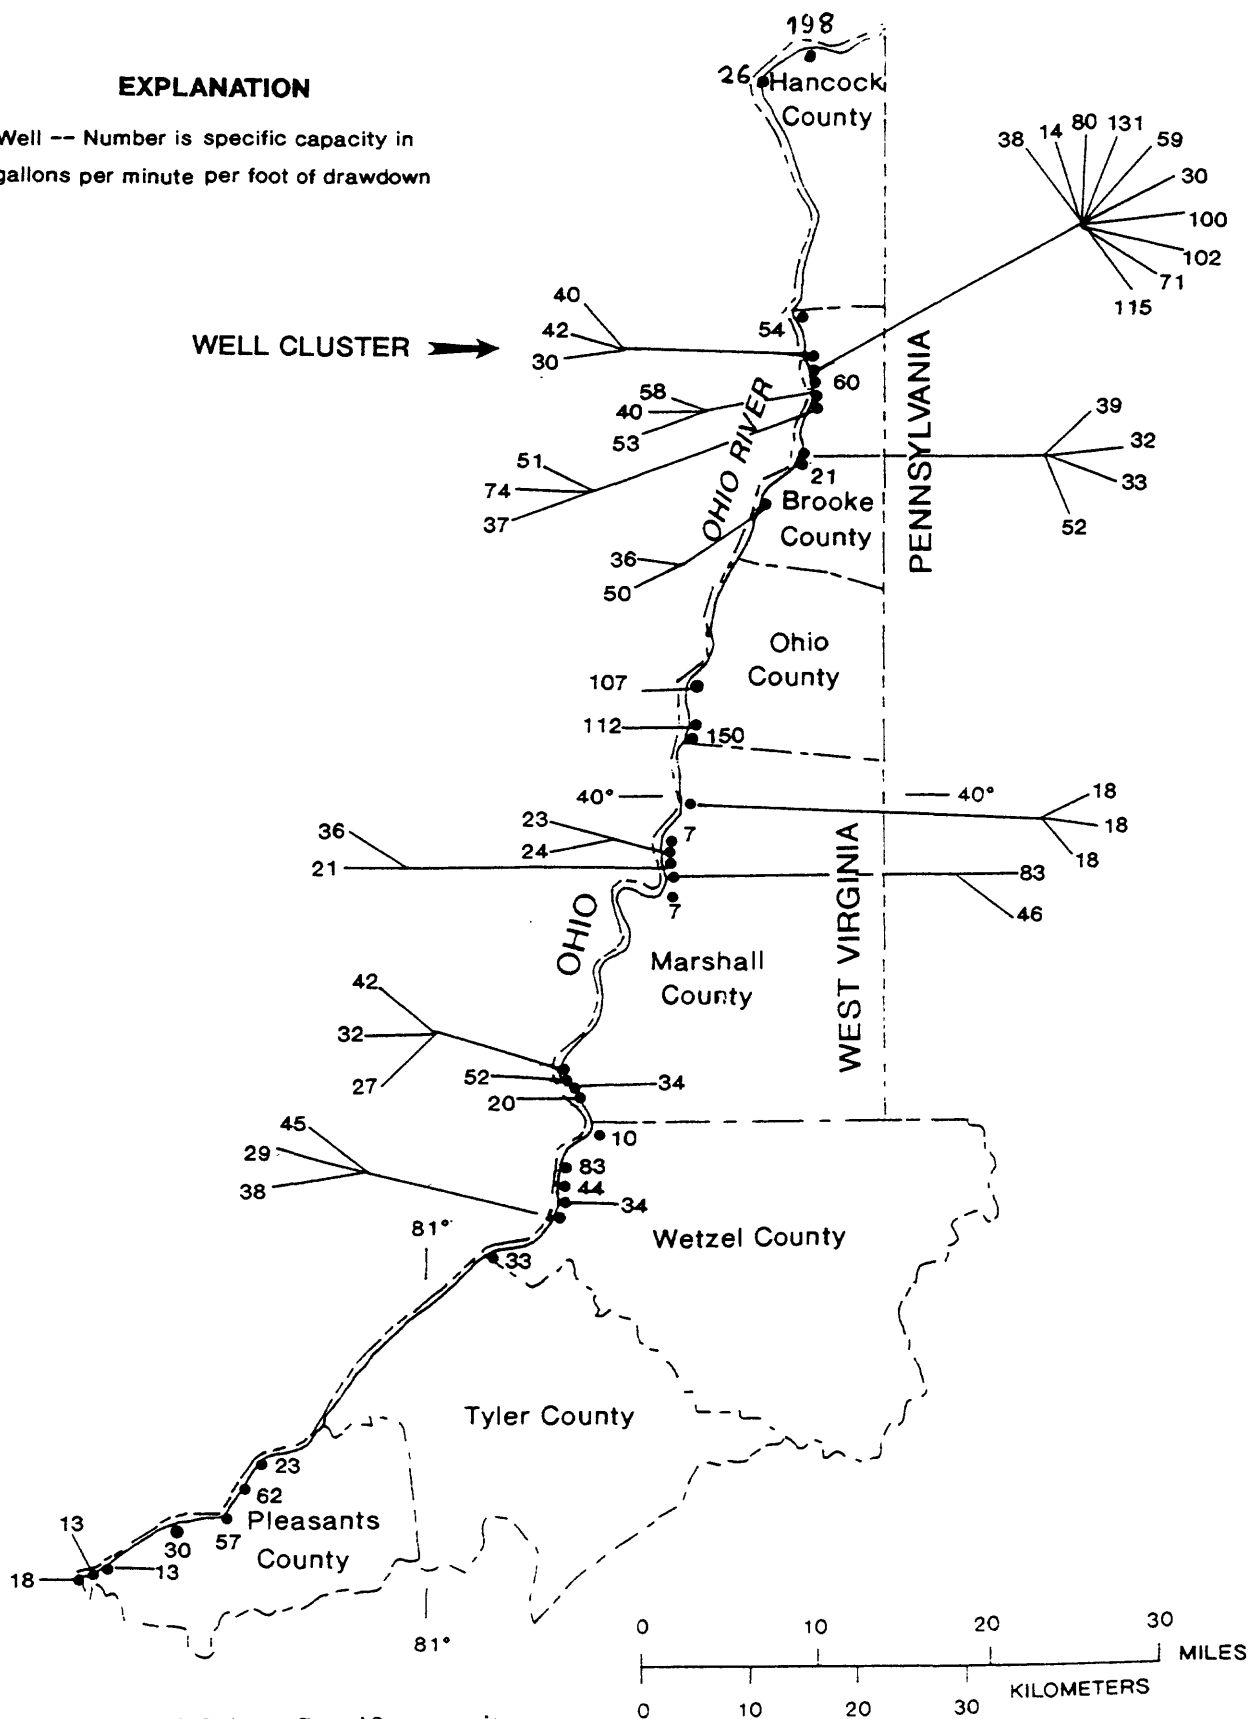 198
26
Hancock
County
EXPLANATION
Well -- Number is specific capacity in
gallons per minute per foot of drawdown
38
14
80
131
59
30
100
102
71
115
54
40
42
30
WELL CLUSTER
60
58
40
53
51
74
37
OHIO RIVER
PENNSYLVANIA
39
32
33
52
21
Brooke
County
36
50
Ohio
County
107
112
150
40°
40°
18
18
18
23
24
7
36
21
83
46
7
OHIO
WEST VIRGINIA
Marshall
County
42
32
27
52
34
20
10
45
29
38
83
44
34
81°
Wetzel County
33
Tyler County
23
62
Pleasants
County
57
30
13
13
18
81°
0 10 20 30
MILES
KILOMETERS
0 10 20 30